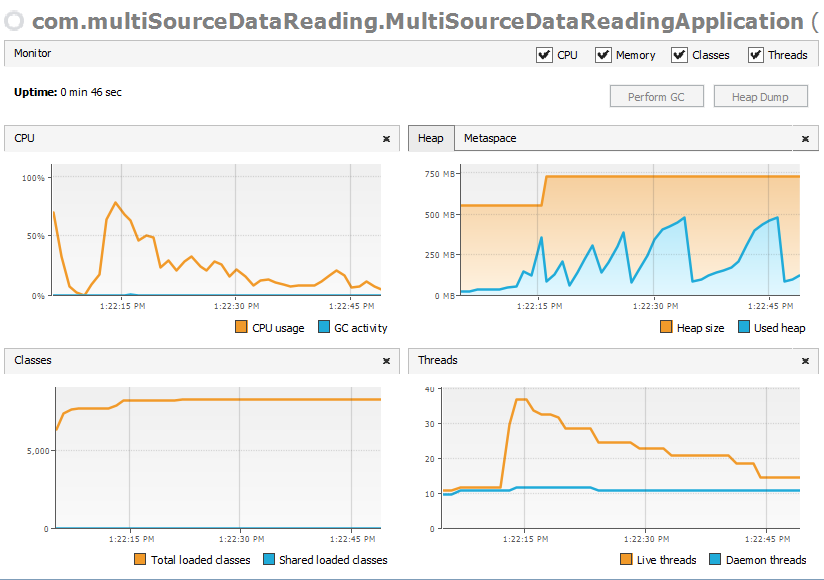 com.multiSourceDataReading.MultiSourceDataReadingApplication (
Monitor
CPU Memory Classes Threads
Uptime: 0 min 46 sec
Perform GC Heap Dump
CPU
100%
50%
0%
1:22:15 PM 1:22:30 PM 1:22:45 PM
CPU usage GC activity
Heap Metaspace
750 MB
500 MB
250 MB
0 MB
1:22:15 PM 1:22:30 PM 1:22:45 PM
Heap size Used heap
Classes
5,000
0
1:22:15 PM 1:22:30 PM 1:22:45 PM
Total loaded classes Shared loaded classes
Threads
40
30
20
10
0
1:22:15 PM 1:22:30 PM 1:22:45 PM
Live threads Daemon threads